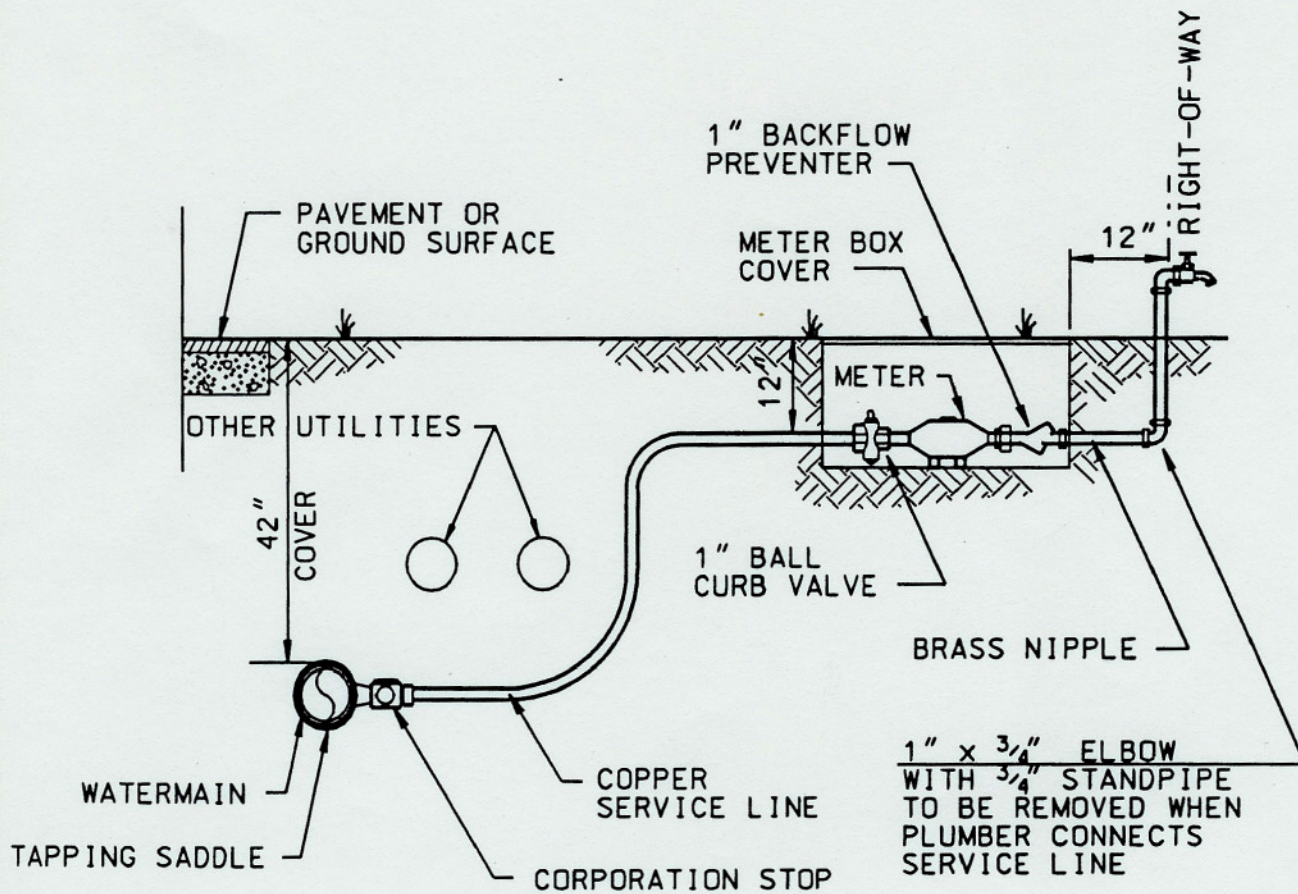 RIGHT-OF-WAY
1" BACKFLOW
PREVENTER
PAVEMENT OR
GROUND SURFACE
METER BOX
COVER
12"
12"
METER
OTHER UTILITIES
42"
COVER
1" BALL
CURB VALVE
BRASS NIPPLE
WATERMAIN
TAPPING SADDLE
COPPER
SERVICE LINE
CORPORATION STOP
1" x 3/4" ELBOW
WITH 3/4" STANDPIPE
TO BE REMOVED WHEN
PLUMBER CONNECTS
SERVICE LINE